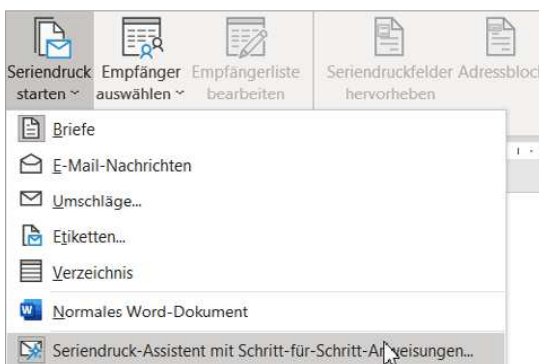 Seriendruck Empfänger Empfängerliste Seriendruckfelder Adressblock
starten auswählen bearbeiten hervorheben
Briefe
E-Mail-Nachrichten
Umschläge...
Etiketten...
Verzeichnis
Normales Word-Dokument
Seriendruck-Assistent mit Schritt-für-Schritt-Anweisungen...